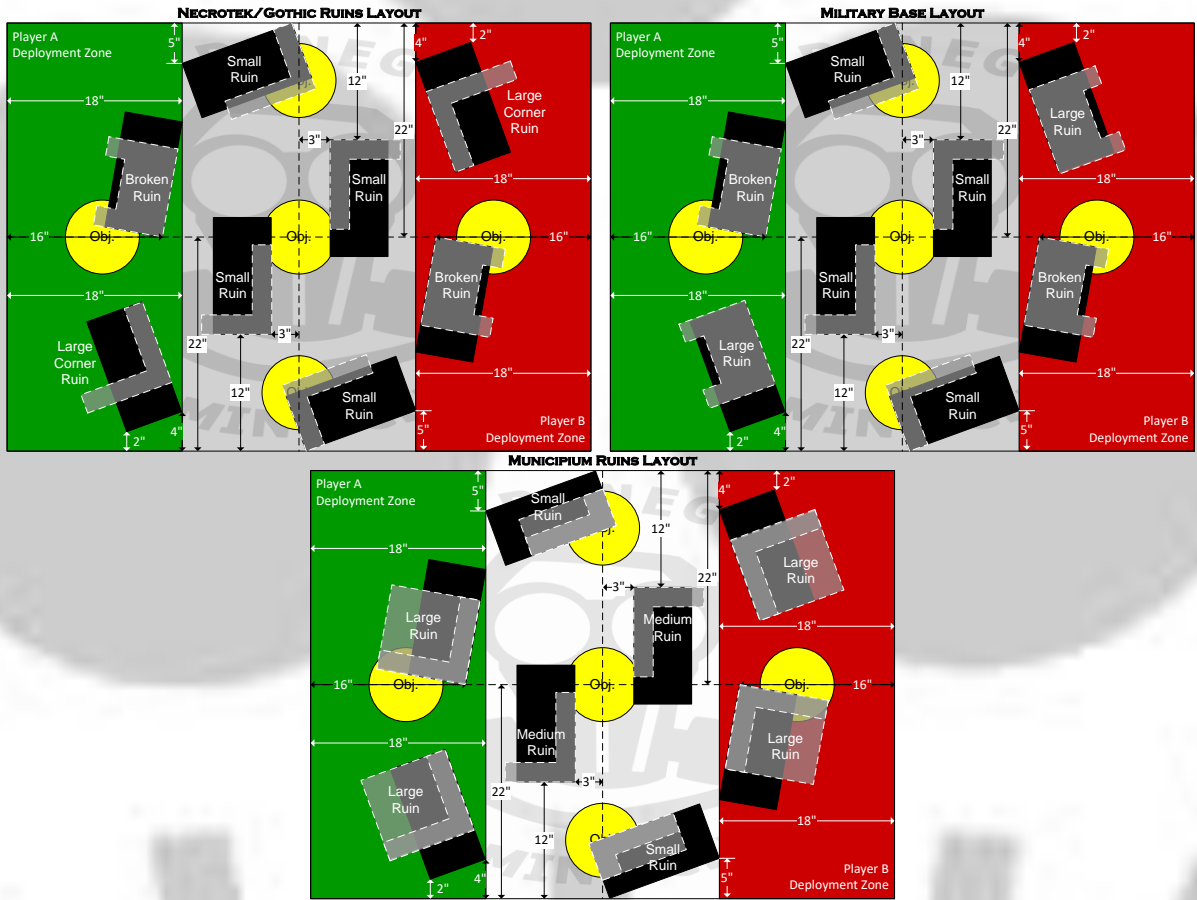 NECROTEK/GOTHIC RUINS LAYOUT
Player A
Deployment Zone
5"
4"
2"
Small
Ruin
12"
Large
Corner
Ruin
18"
22"
3"
Broken
Ruin
Small
Ruin
18"
16"
Obj.
Obj.
16"
Small
Ruin
Broken
Ruin
18"
3"
22"
Large
Corner
Ruin
12"
18"
Small
Ruin
4"
2"
5"
Player B
Deployment Zone
MILITARY BASE LAYOUT
Player A
Deployment Zone
5"
4"
2"
Small
Ruin
12"
Large
Ruin
18"
22"
3"
Broken
Ruin
Small
Ruin
18"
16"
Obj.
Obj.
16"
Small
Ruin
Broken
Ruin
18"
3"
22"
Large
Ruin
12"
18"
Small
Ruin
4"
2"
5"
Player B
Deployment Zone
MUNICIPIUM RUINS LAYOUT
Player A
Deployment Zone
5"
4"
2"
Small
Ruin
12"
18"
Large
Ruin
22"
3"
Large
Ruin
Medium
Ruin
18"
16"
Obj.
Obj.
Obj.
16"
Medium
Ruin
Large
Ruin
18"
3"
22"
Large
Ruin
12"
18"
Small
Ruin
4"
2"
5"
Player B
Deployment Zone